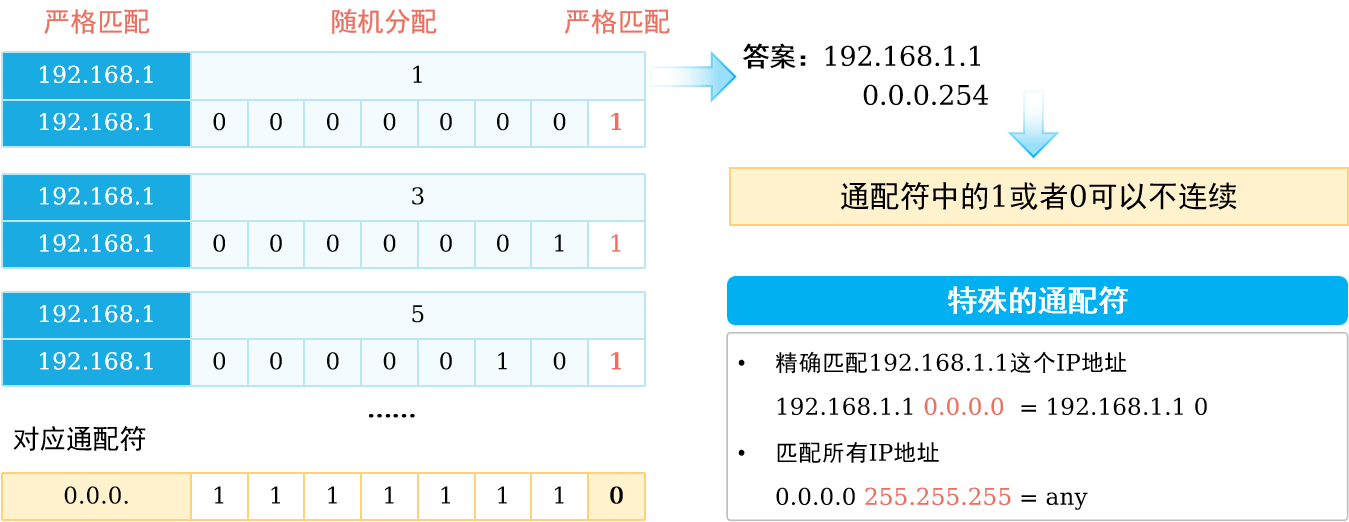 严格匹配 随机分配 严格匹配
192.168.1 1
192.168.1 0 0 0 0 0 0 0 1
192.168.1 3
192.168.1 0 0 0 0 0 0 1 1
192.168.1 5
192.168.1 0 0 0 0 0 1 0 1
......
对应通配符
0.0.0. 1 1 1 1 1 1 1 0
答案：192.168.1.1
0.0.0.254
通配符中的1或者0可以不连续
特殊的通配符
• 精确匹配192.168.1.1这个IP地址
192.168.1.1 0.0.0.0 = 192.168.1.1 0
• 匹配所有IP地址
0.0.0.0 255.255.255 = any